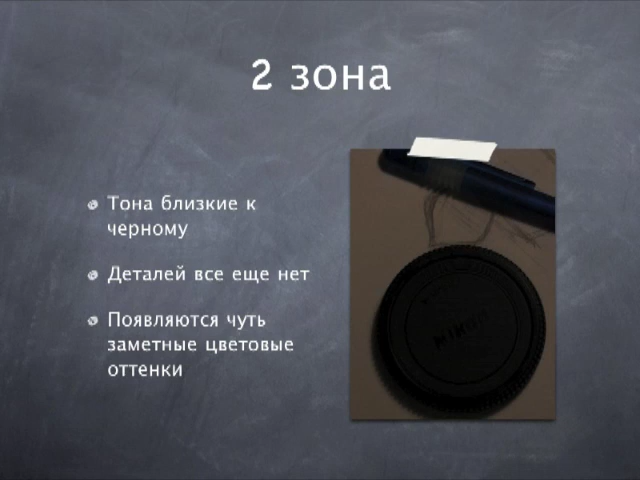 2 зона
Тона близкие к
черному
Деталей все еще нет
Появляются чуть
заметные цветовые
оттенки
NIKON